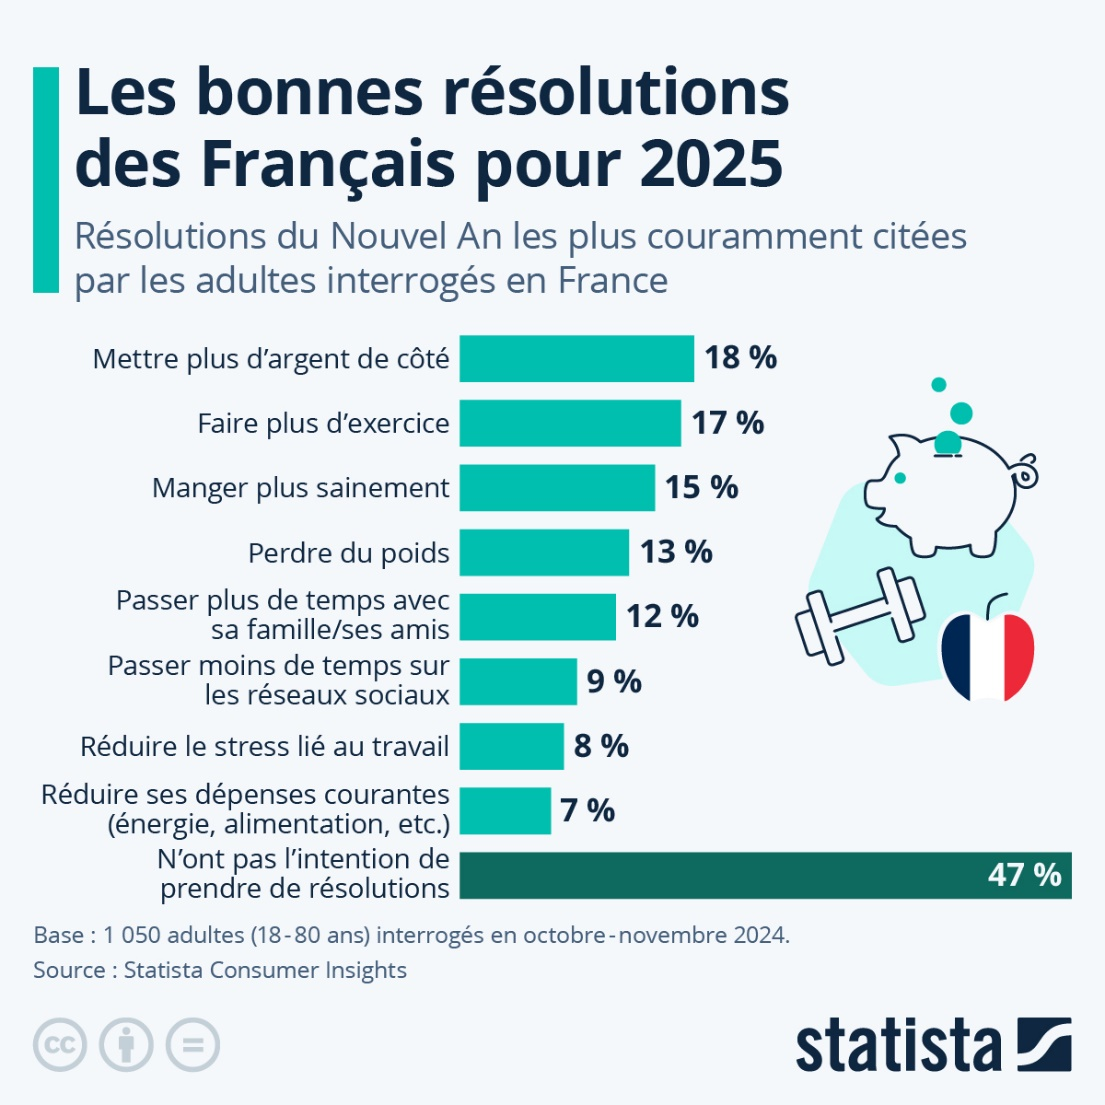 Les bonnes résolutions
des Français pour 2025
Résolutions du Nouvel An les plus couramment citées
par les adultes interrogés en France
Mettre plus d’argent de côté 18 %
Faire plus d’exercice 17 %
Manger plus sainement 15 %
Perdre du poids 13 %
Passer plus de temps avec
sa famille/ses amis 12 %
Passer moins de temps sur
les réseaux sociaux 9 %
Réduire le stress lié au travail 8 %
Réduire ses dépenses courantes
(énergie, alimentation, etc.) 7 %
N’ont pas l’intention de
prendre de résolutions 47 %
Base : 1 050 adultes (18-80 ans) interrogés en octobre-novembre 2024.
Source : Statista Consumer Insights
cc
statista